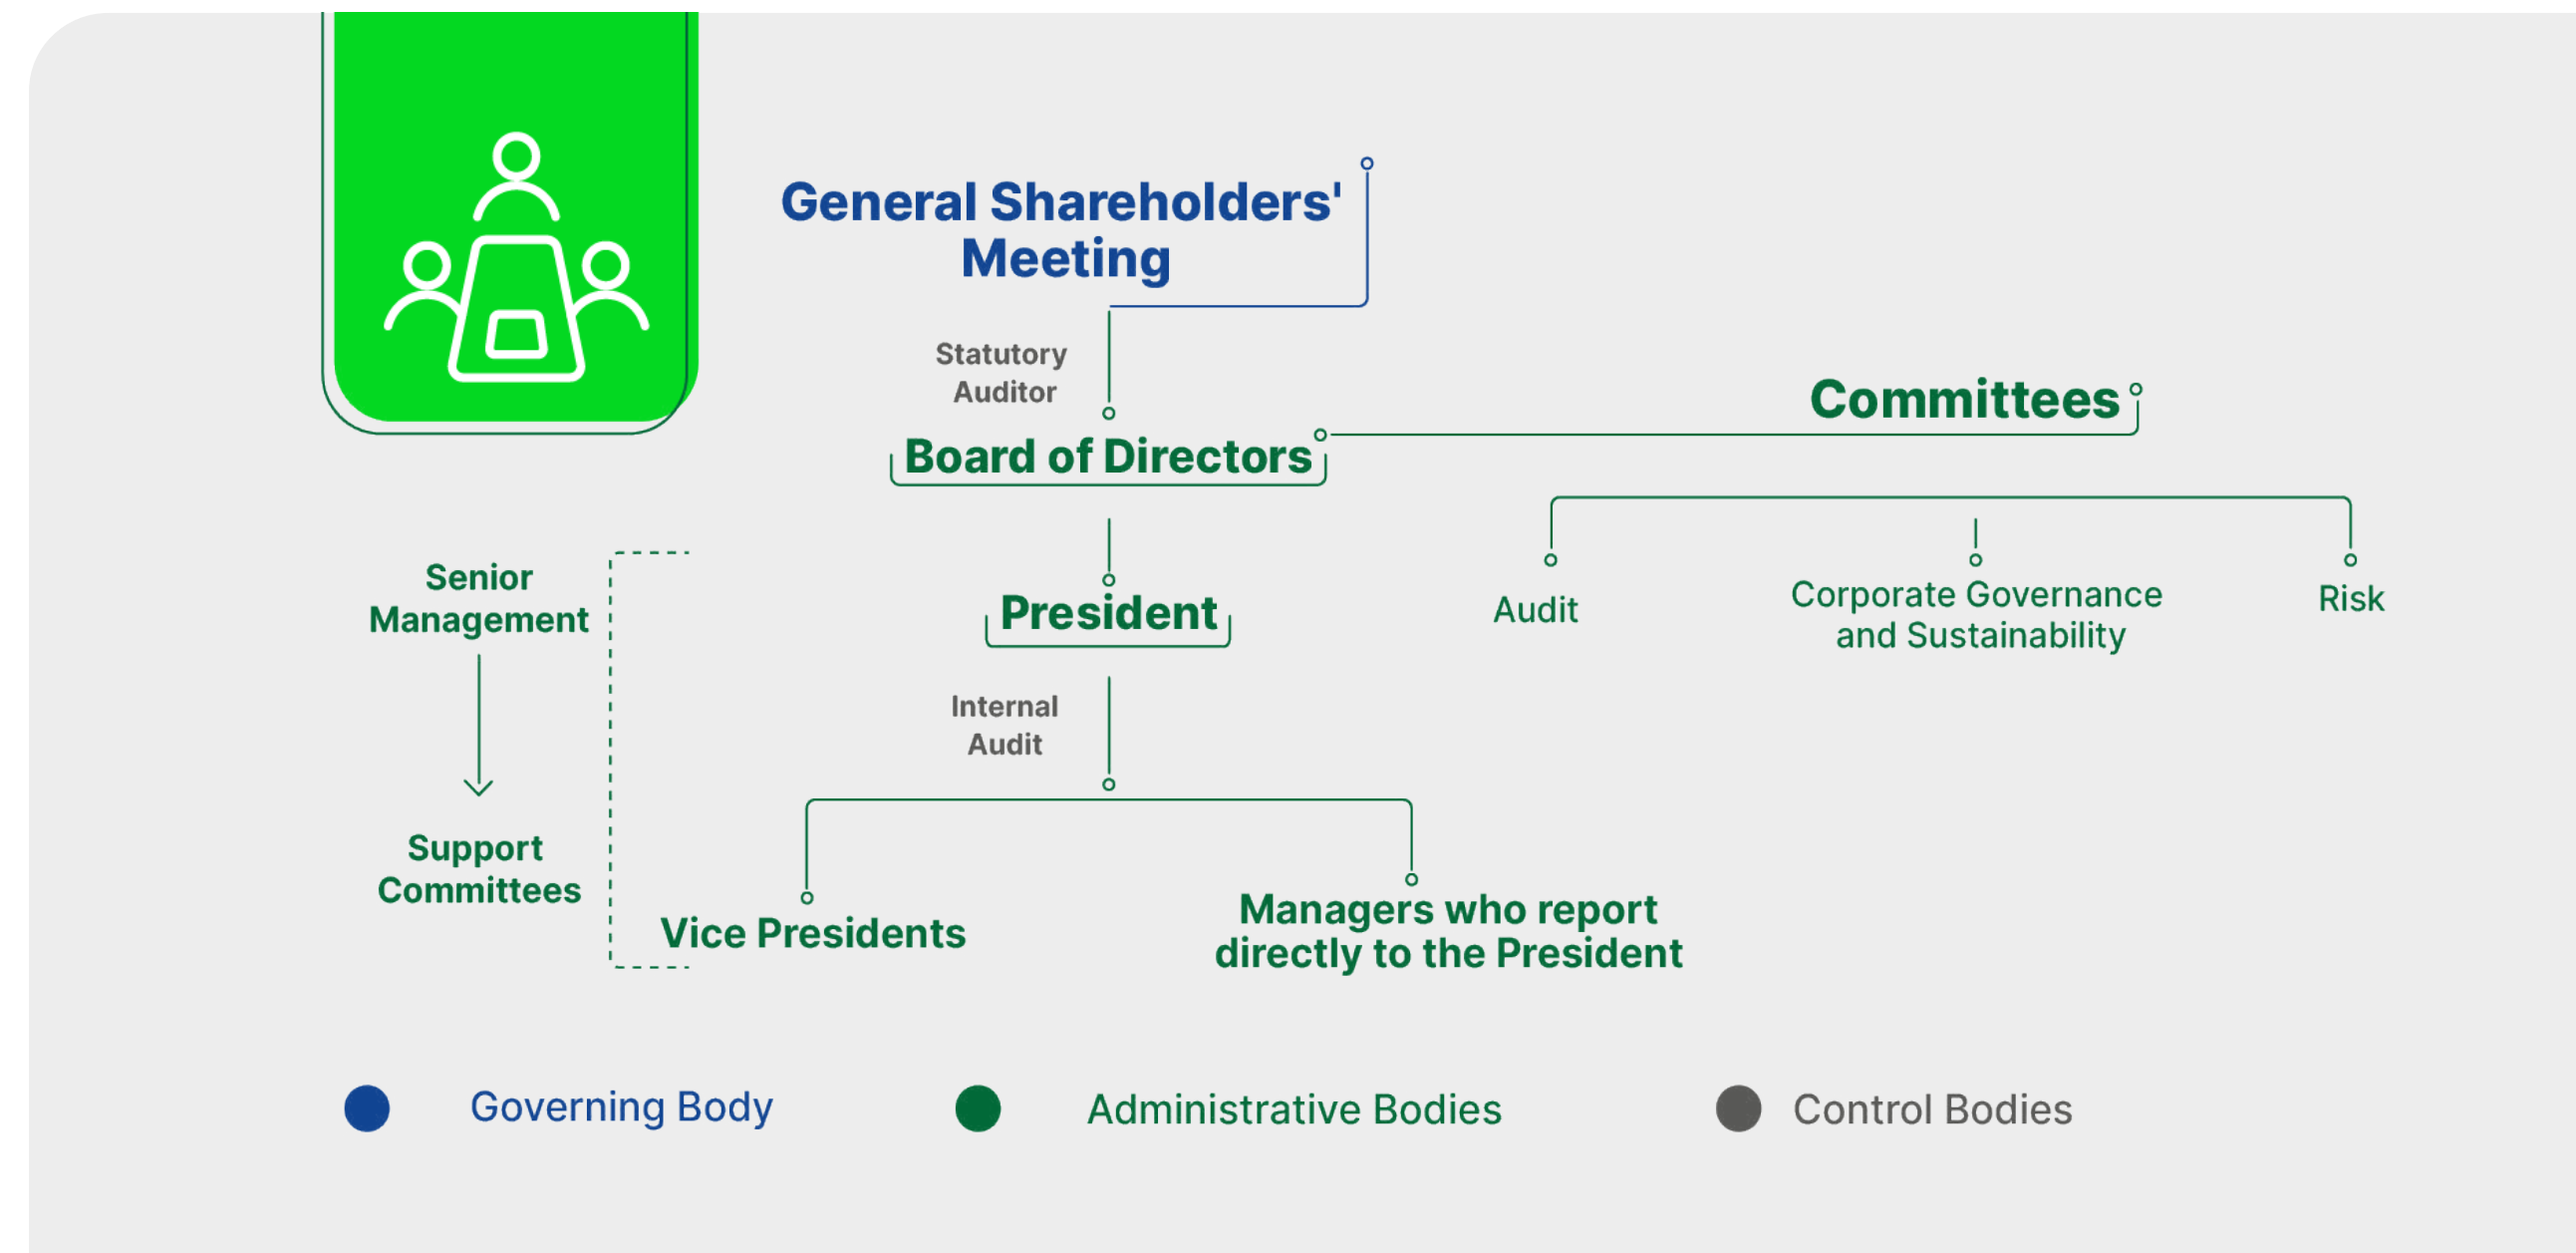 General Shareholders'
Meeting
Statutory
Auditor
Committees
Board of Directors
Senior
Management
President
Audit
Corporate Governance
and Sustainability
Risk
Internal
Audit
Support
Committees
Vice Presidents
Managers who report
directly to the President
Governing Body
Administrative Bodies
Control Bodies